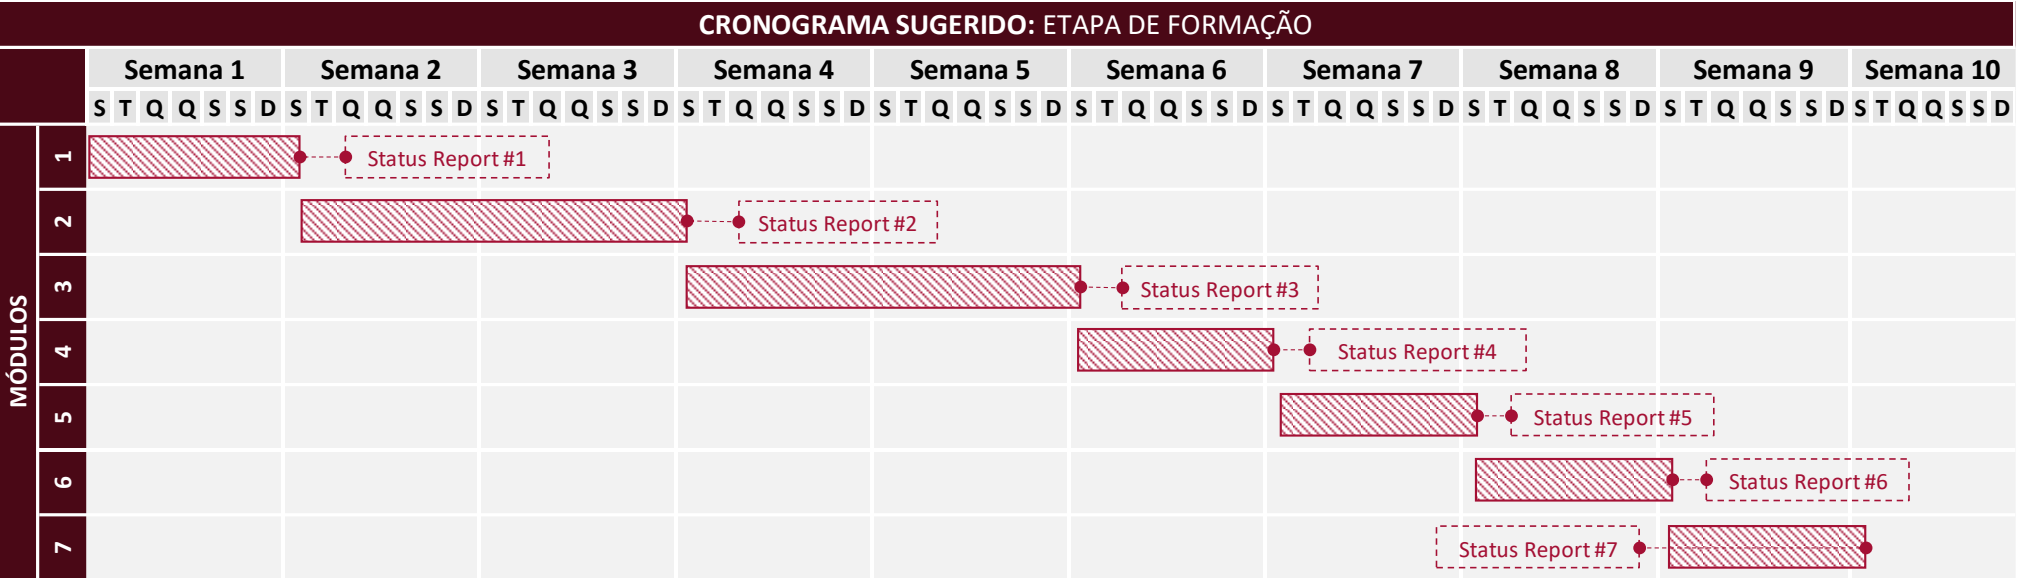 CRONOGRAMA SUGERIDO: ETAPA DE FORMAÇÃO
Semana 1 Semana 2 Semana 3 Semana 4 Semana 5 Semana 6 Semana 7 Semana 8 Semana 9 Semana 10
S T Q Q S S D S T Q Q S S D S T Q Q S S D S T Q Q S S D S T Q Q S S D S T Q Q S S D S T Q Q S S D S T Q Q S S D S T Q Q S S D S T Q Q S S D
MÓDULOS
1 Status Report #1
2 Status Report #2
3 Status Report #3
4 Status Report #4
5 Status Report #5
6 Status Report #6
7 Status Report #7